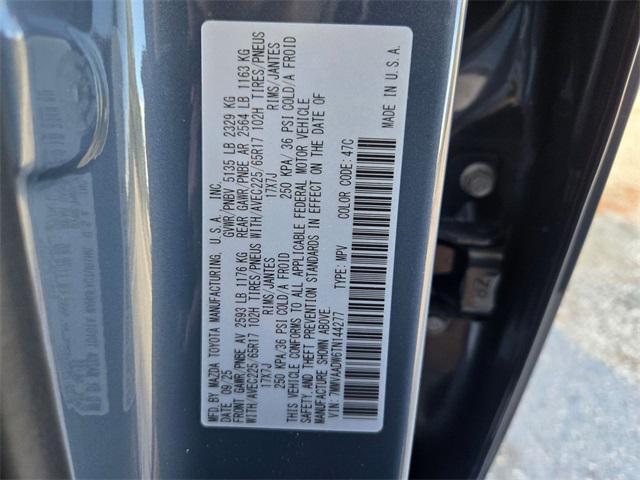 MFD. BY MAZDA TOYOTA MANUFACTURING, U.S.A., INC.
DATE 09/25 GVWR/PNBV 5135 LB 2329 KG
FRONT GAWR/PNBE AV 2593 LB 1176 KG REAR GAWR/PNBE AR 2564 LB 1163 KG
WITH/AVEC225/65R17 102H TIRES/PNEUS WITH/AVEC225/65R17 102H TIRES/PNEUS
17X7J RIMS/JANTES 17X7J RIMS/JANTES
250 KPA/36 PSI COLD/A FROID 250 KPA/ 36 PSI COLD/A FROID
THIS VEHICLE CONFORMS TO ALL APPLICABLE FEDERAL MOTOR VEHICLE
SAFETY, AND THEFT PREVENTION STANDARDS IN EFFECT ON THE DATE OF
MANUFACTURE SHOWN ABOVE.
VIN: 7MMVAADW6TN144277 TYPE: MPV COLOR CODE: 47C MADE IN U.S.A.